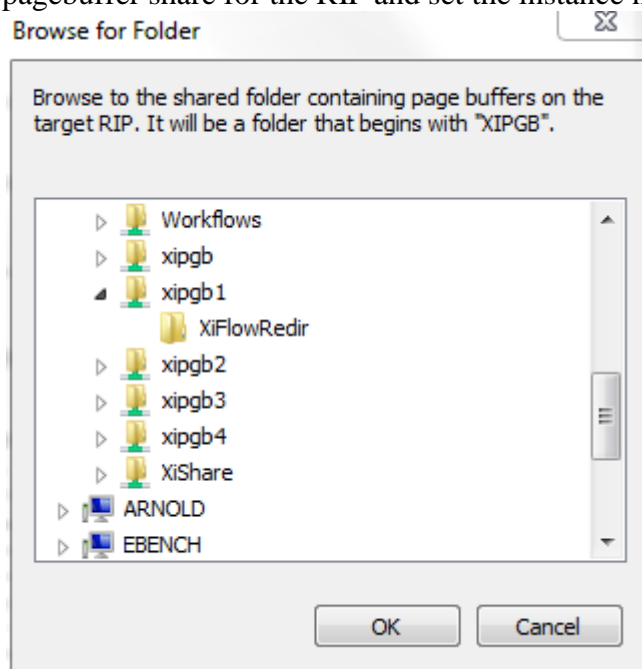 pagebuffer share for the RIP and set the instance
Browse for Folder
Browse to the shared folder containing page buffers on the
target RIP. It will be a folder that begins with "XIPGB".
Workflows
xipgb
xipgb1
XiFlowRedir
xipgb2
xipgb3
xipgb4
XiShare
ARNOLD
EBENCH
OK
Cancel